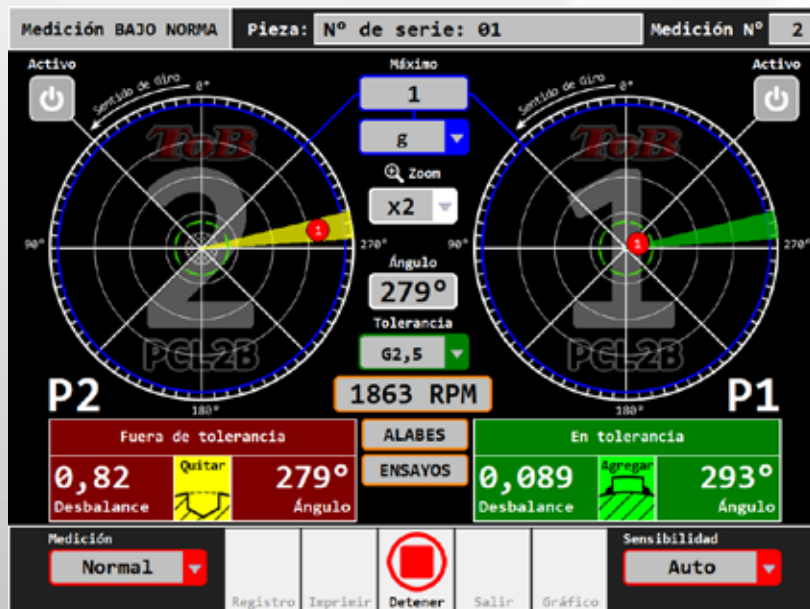 Medición BAJO NORMA
Pieza: Nº de serie: 01
Medición Nº 2
Activo
Sentido de Giro
0°
90°
270°
180°
ToB
2
PCL2B
1
P2
Máximo
1
g
Zoom
x2
Ángulo
279°
Tolerancia
G2,5
1863 RPM
ALABES
ENSAYOS
Activo
Sentido de Giro
0°
90°
270°
180°
ToB
1
PCL2B
1
P1
Fuera de tolerancia
0,82
Desbalance
Quitar
279°
Ángulo
En tolerancia
0,089
Desbalance
Agregar
293°
Ángulo
Medición
Normal
Registro
Imprimir
Detener
Salir
Gráfico
Sensibilidad
Auto